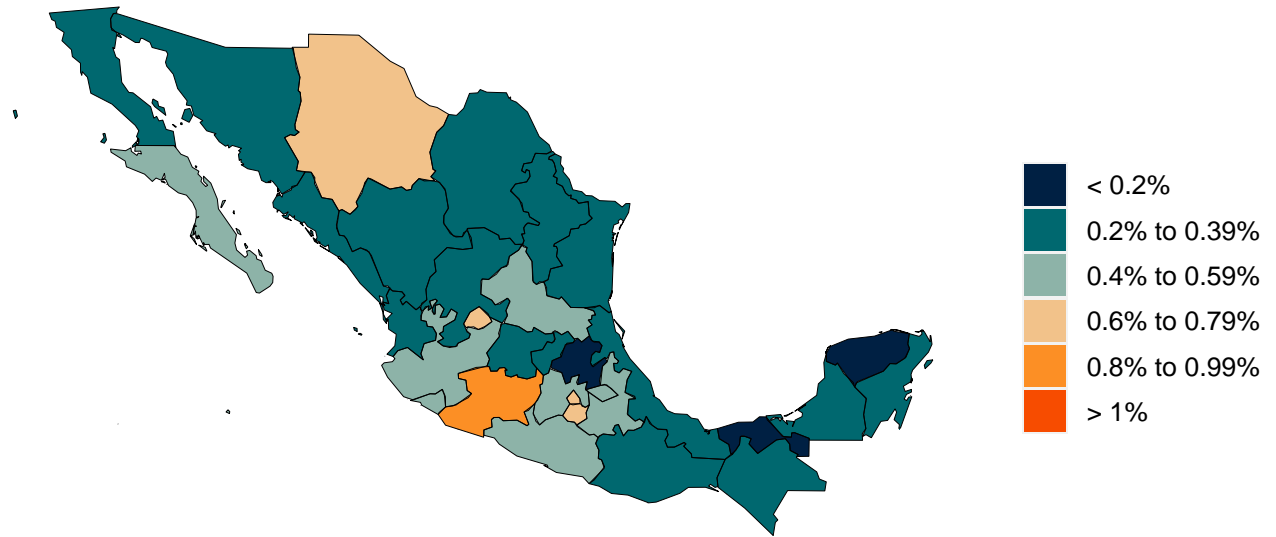 < 0.2%
0.2% to 0.39%
0.4% to 0.59%
0.6% to 0.79%
0.8% to 0.99%
> 1%